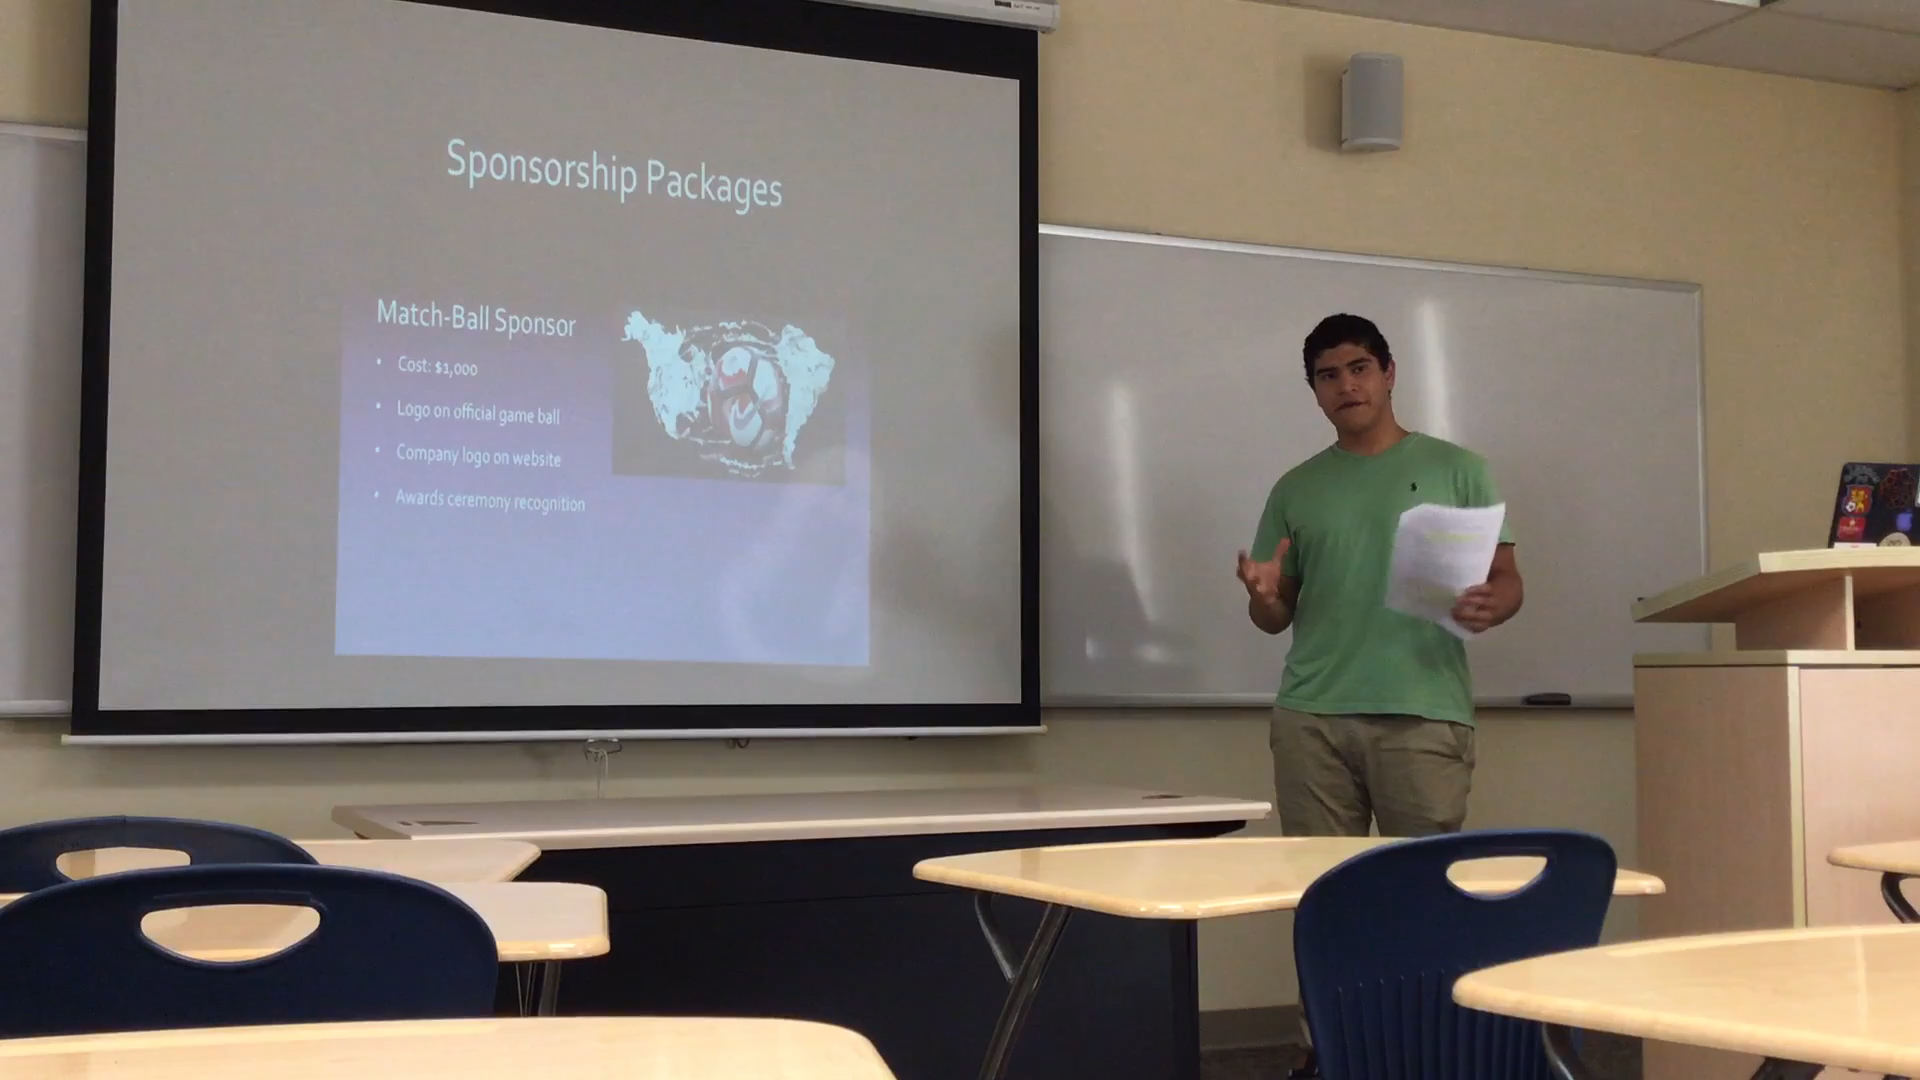 Sponsorship Packages
Match-Ball Sponsor
• Cost: $1,000
• Logo on official game ball
• Company logo on website
• Awards ceremony recognition